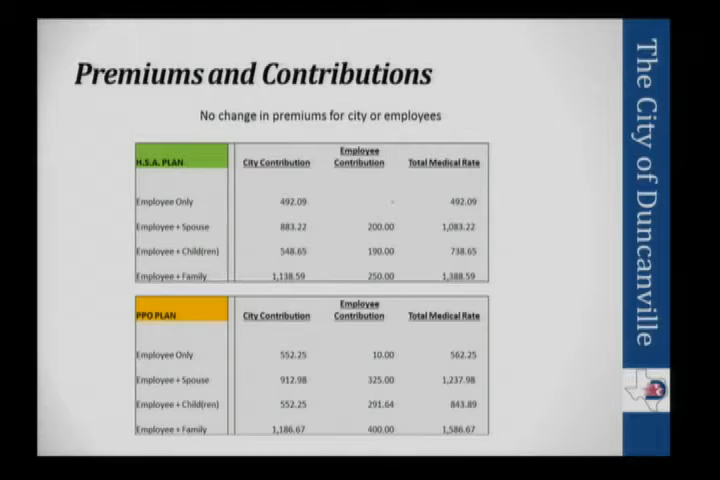 Premiums and Contributions
No change in premiums for city or employees
H.S.A. PLAN City Contribution Employee Contribution Total Medical Rate
Employee Only 492.09 - 492.09
Employee + Spouse 883.22 200.00 1,083.22
Employee + Child(ren) 548.65 190.00 738.65
Employee + Family 1,138.59 250.00 1,388.59
PPO PLAN City Contribution Employee Contribution Total Medical Rate
Employee Only 552.25 10.00 562.25
Employee + Spouse 912.98 325.00 1,237.98
Employee + Child(ren) 552.25 291.64 843.89
Employee + Family 1,186.67 400.00 1,586.67
The City of Duncanville